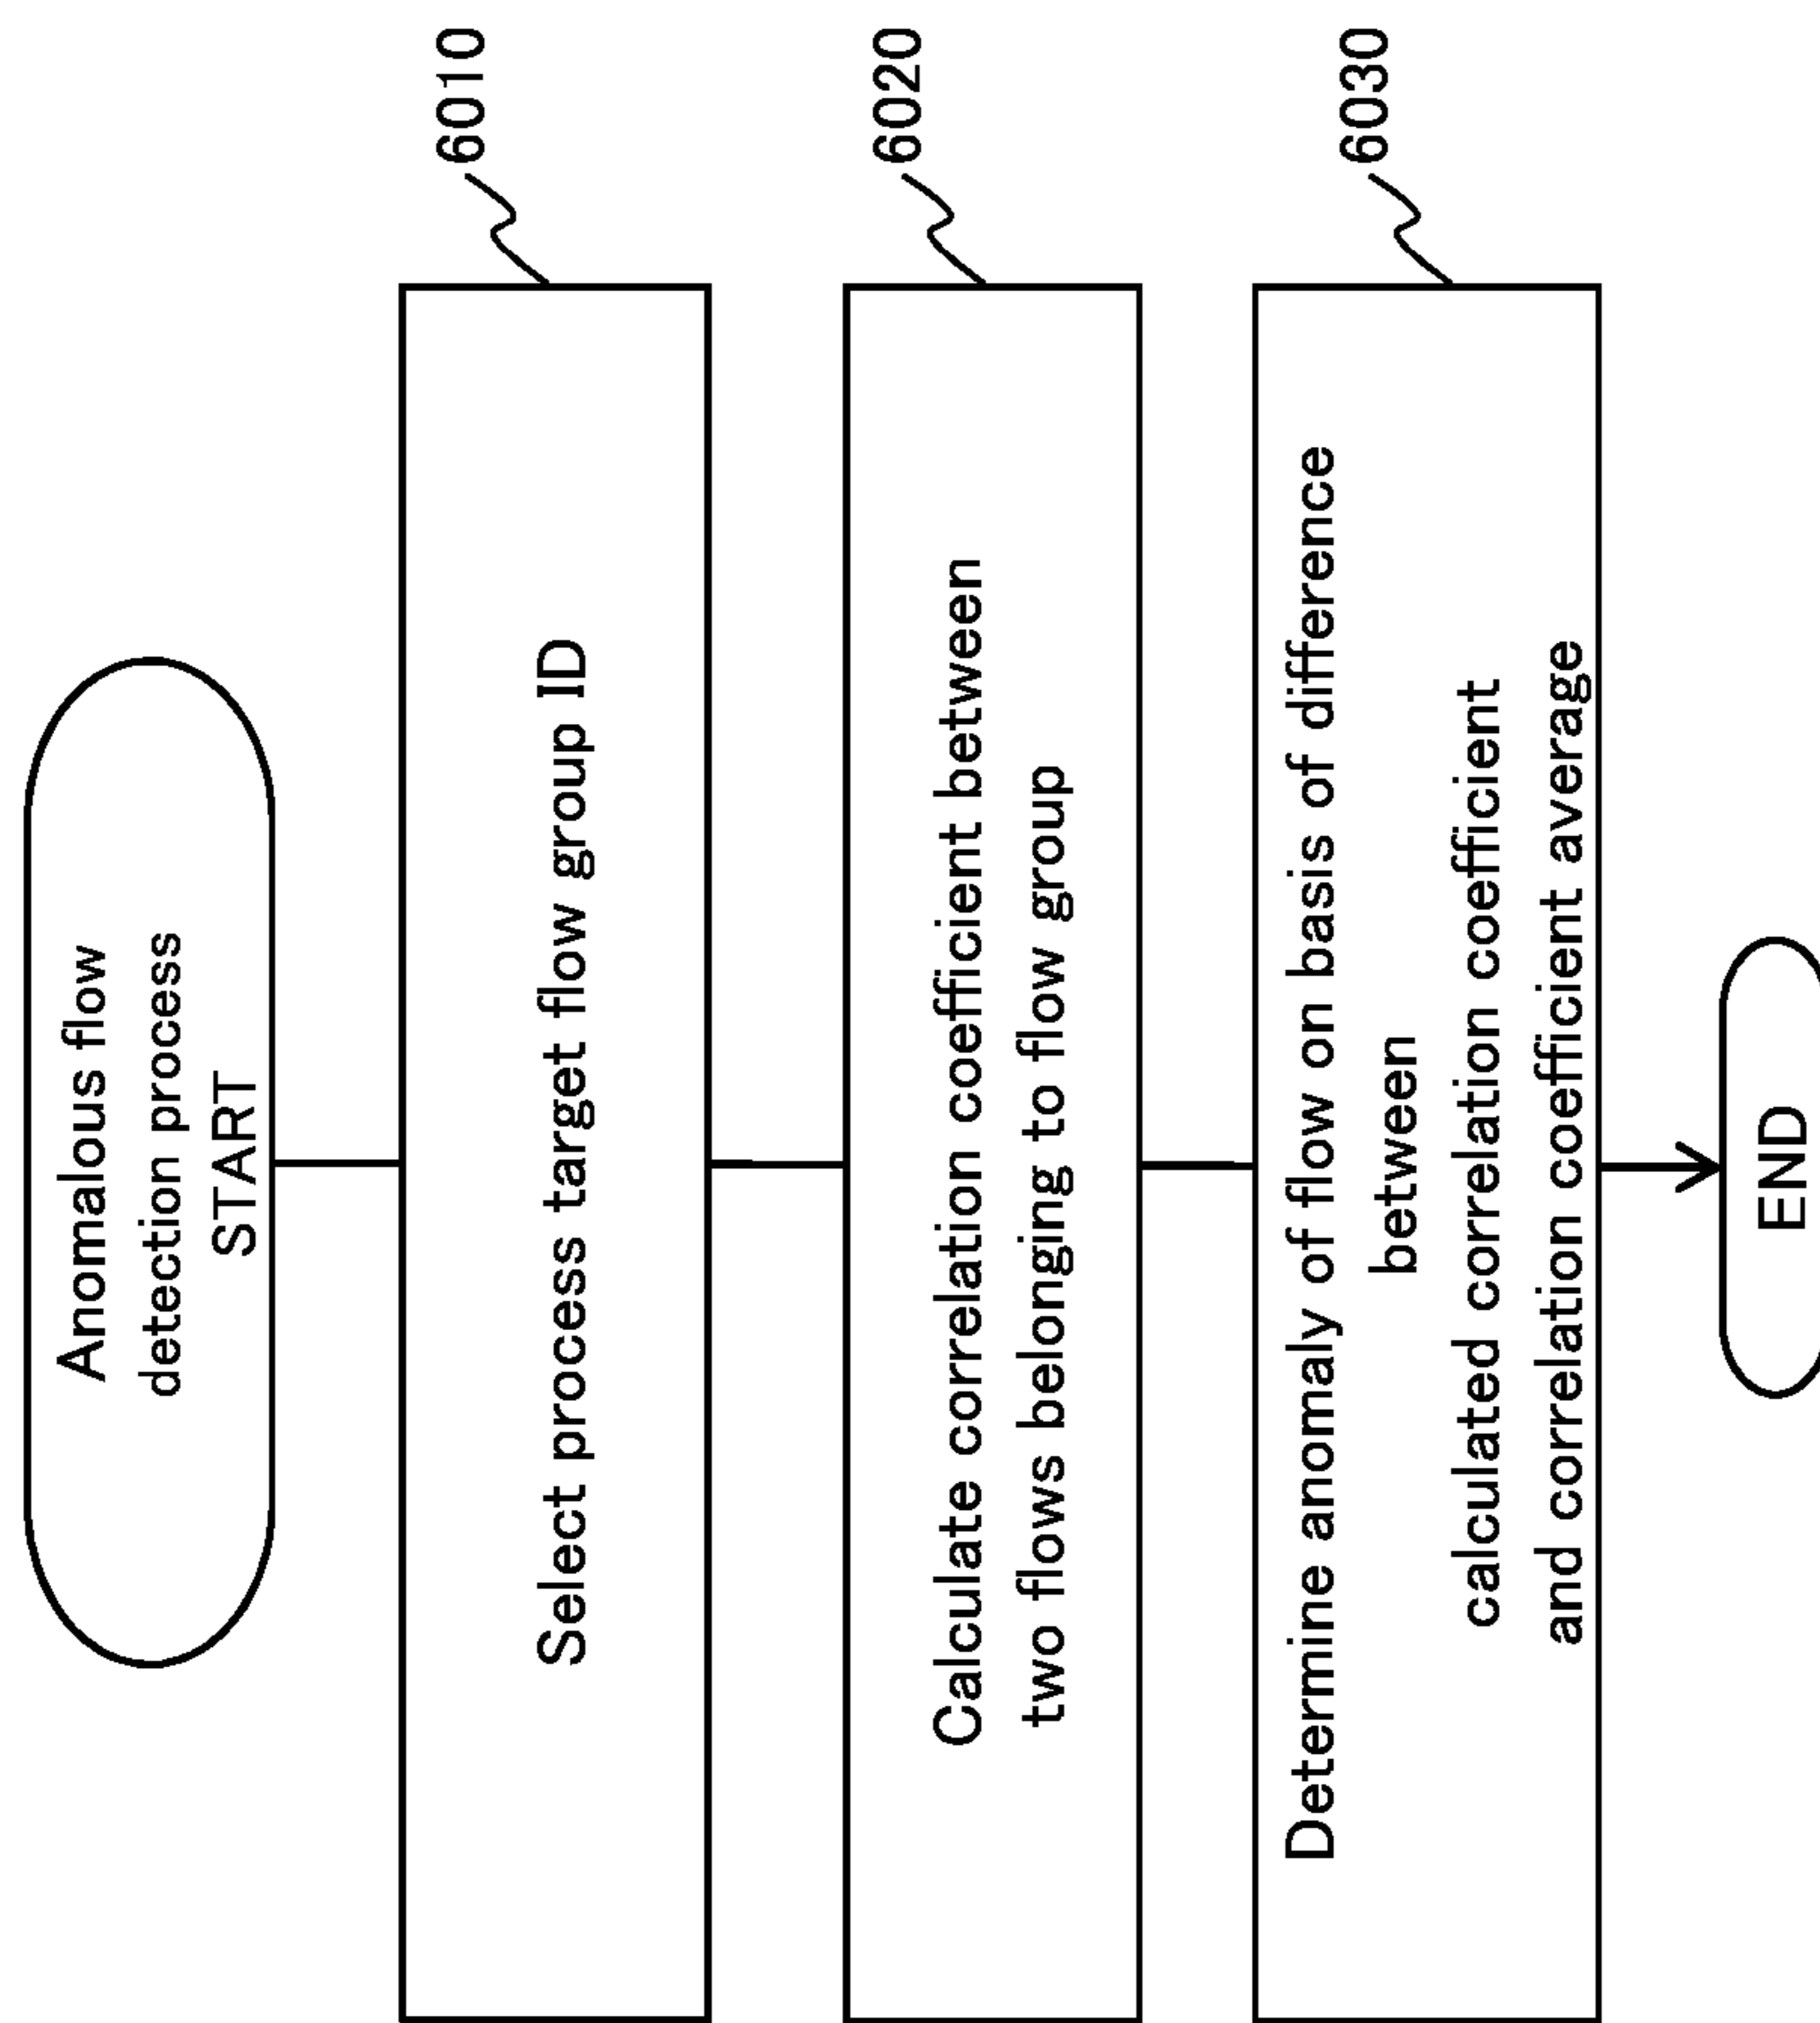 Anomalous flow
detection process
START
6010
Select process target flow group ID
6020
Calculate correlation coefficient between
two flows belonging to flow group
6030
Determine anomaly of flow on basis of difference
between
calculated correlation coefficient
and correlation coefficient average
END